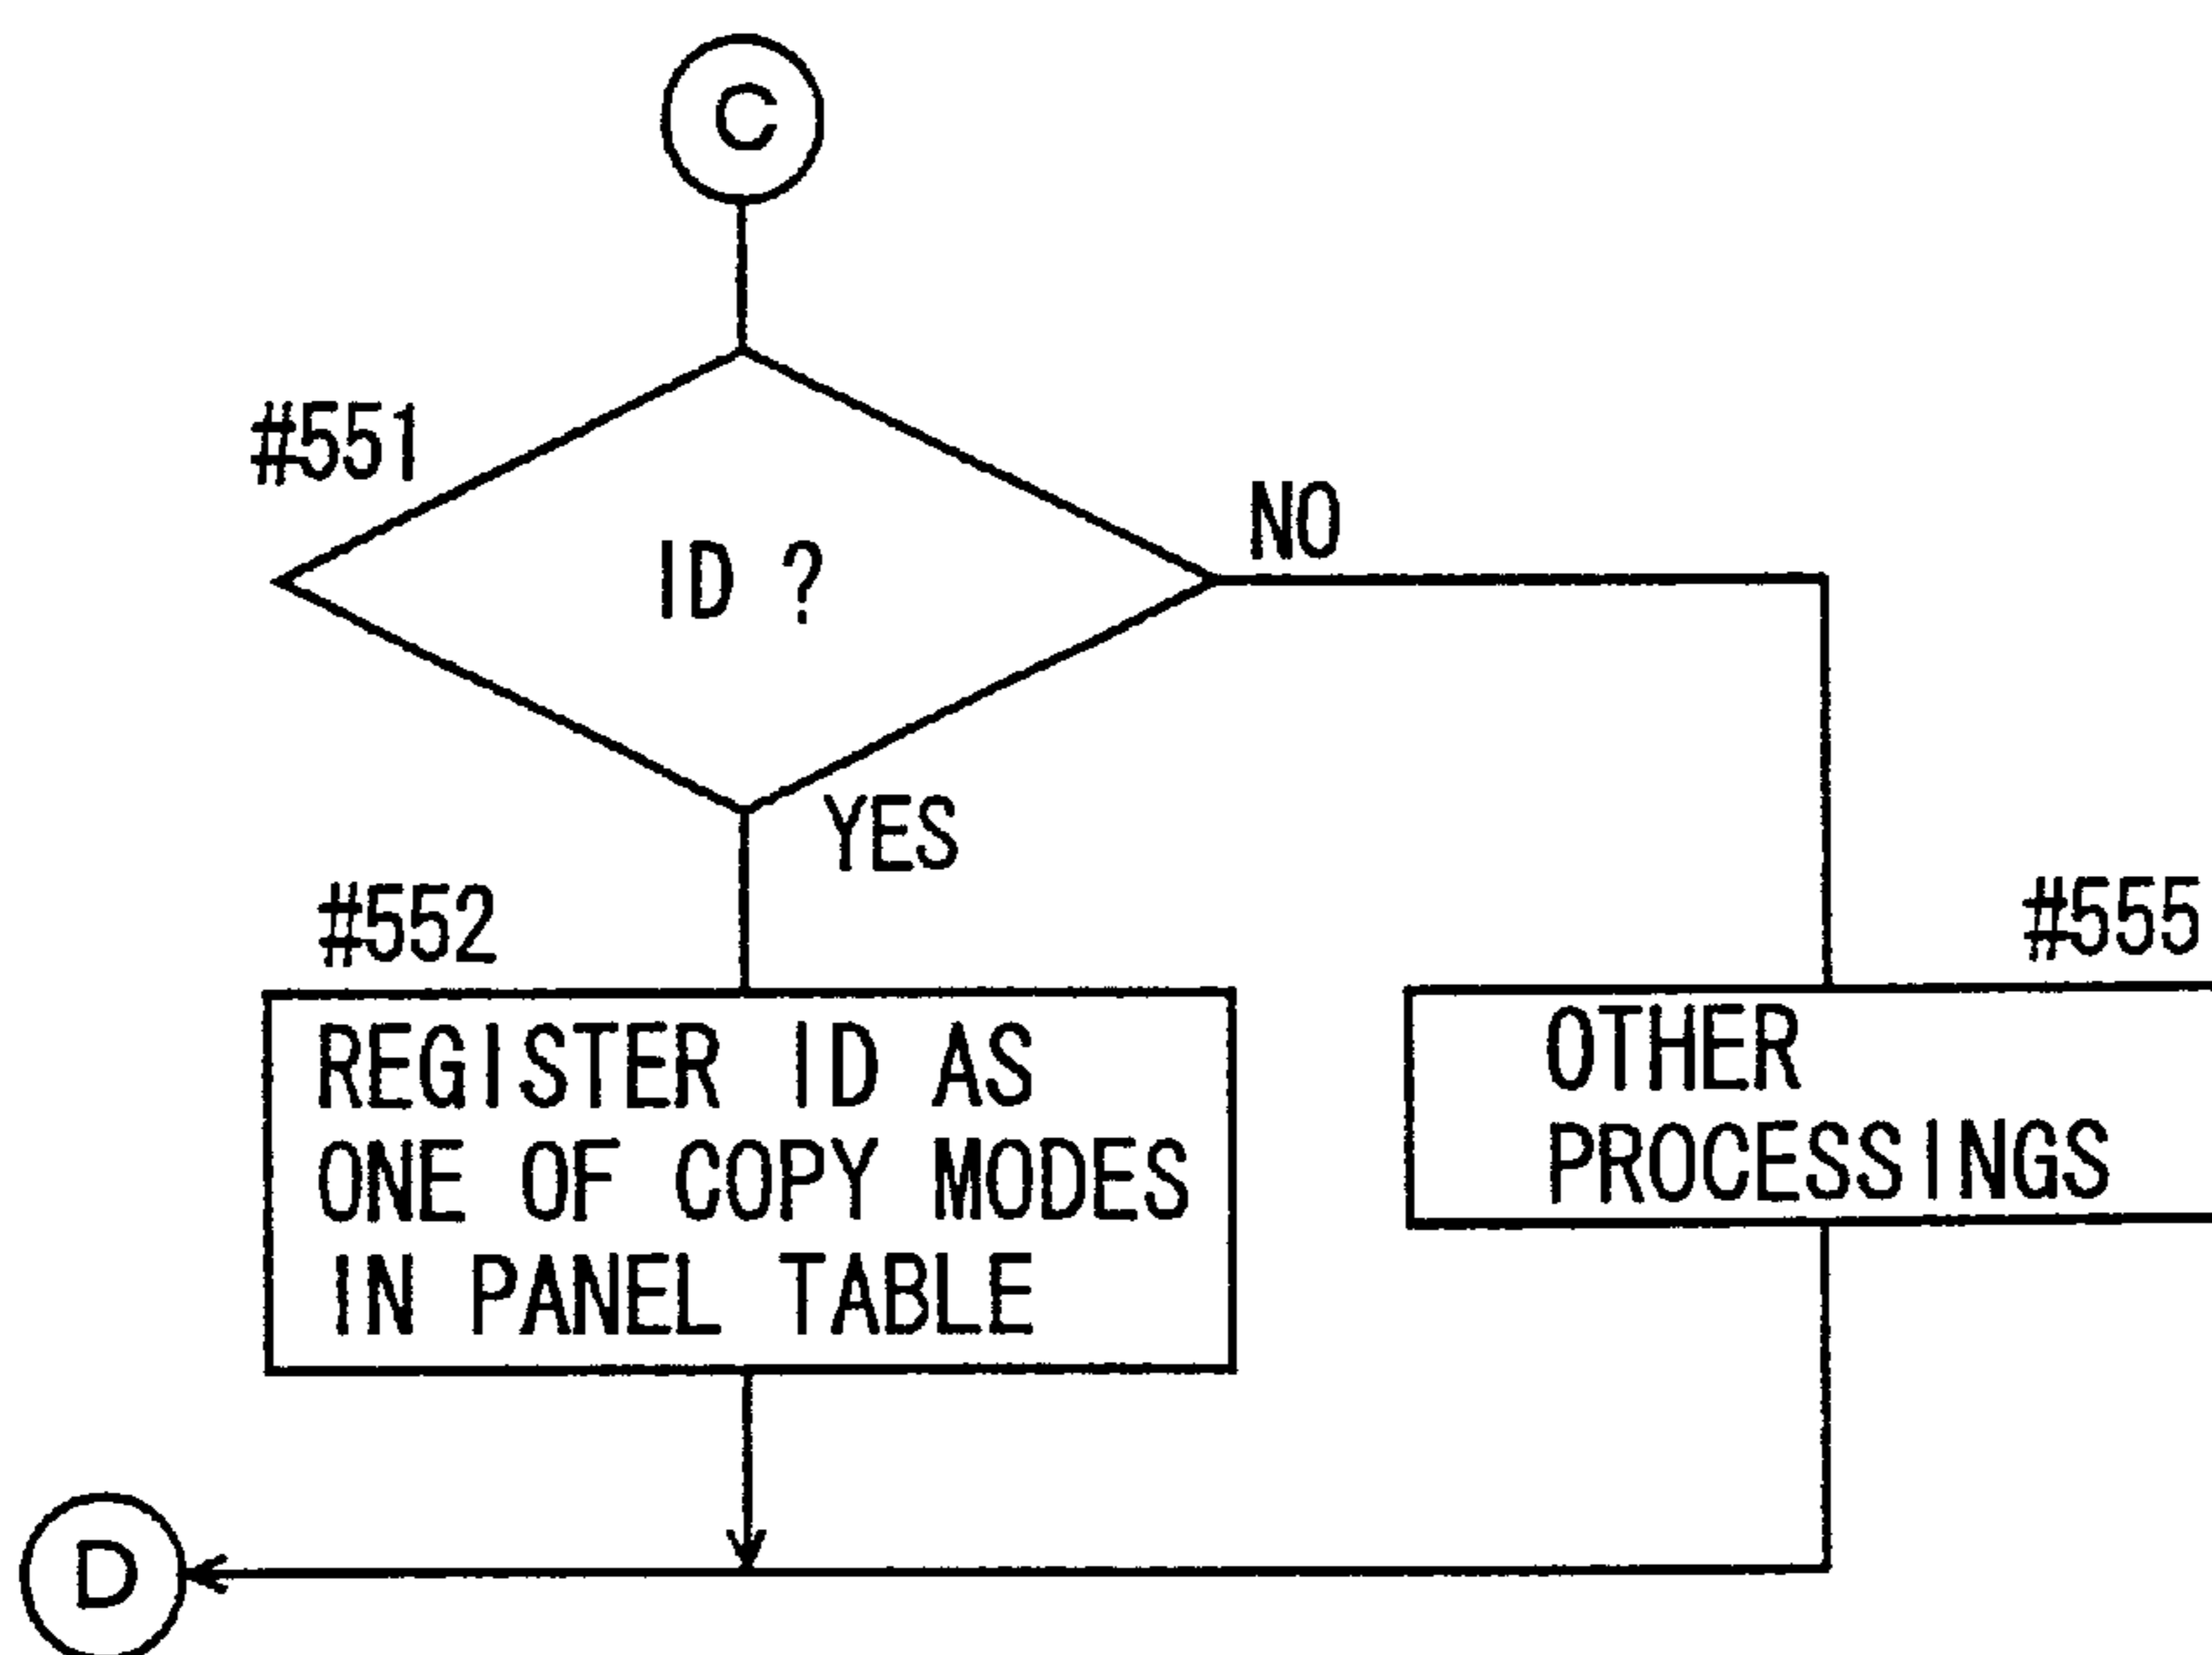 C
#551
ID ?
NO
YES
#552
#555
REGISTER ID AS
ONE OF COPY MODES
IN PANEL TABLE
OTHER
PROCESSINGS
D